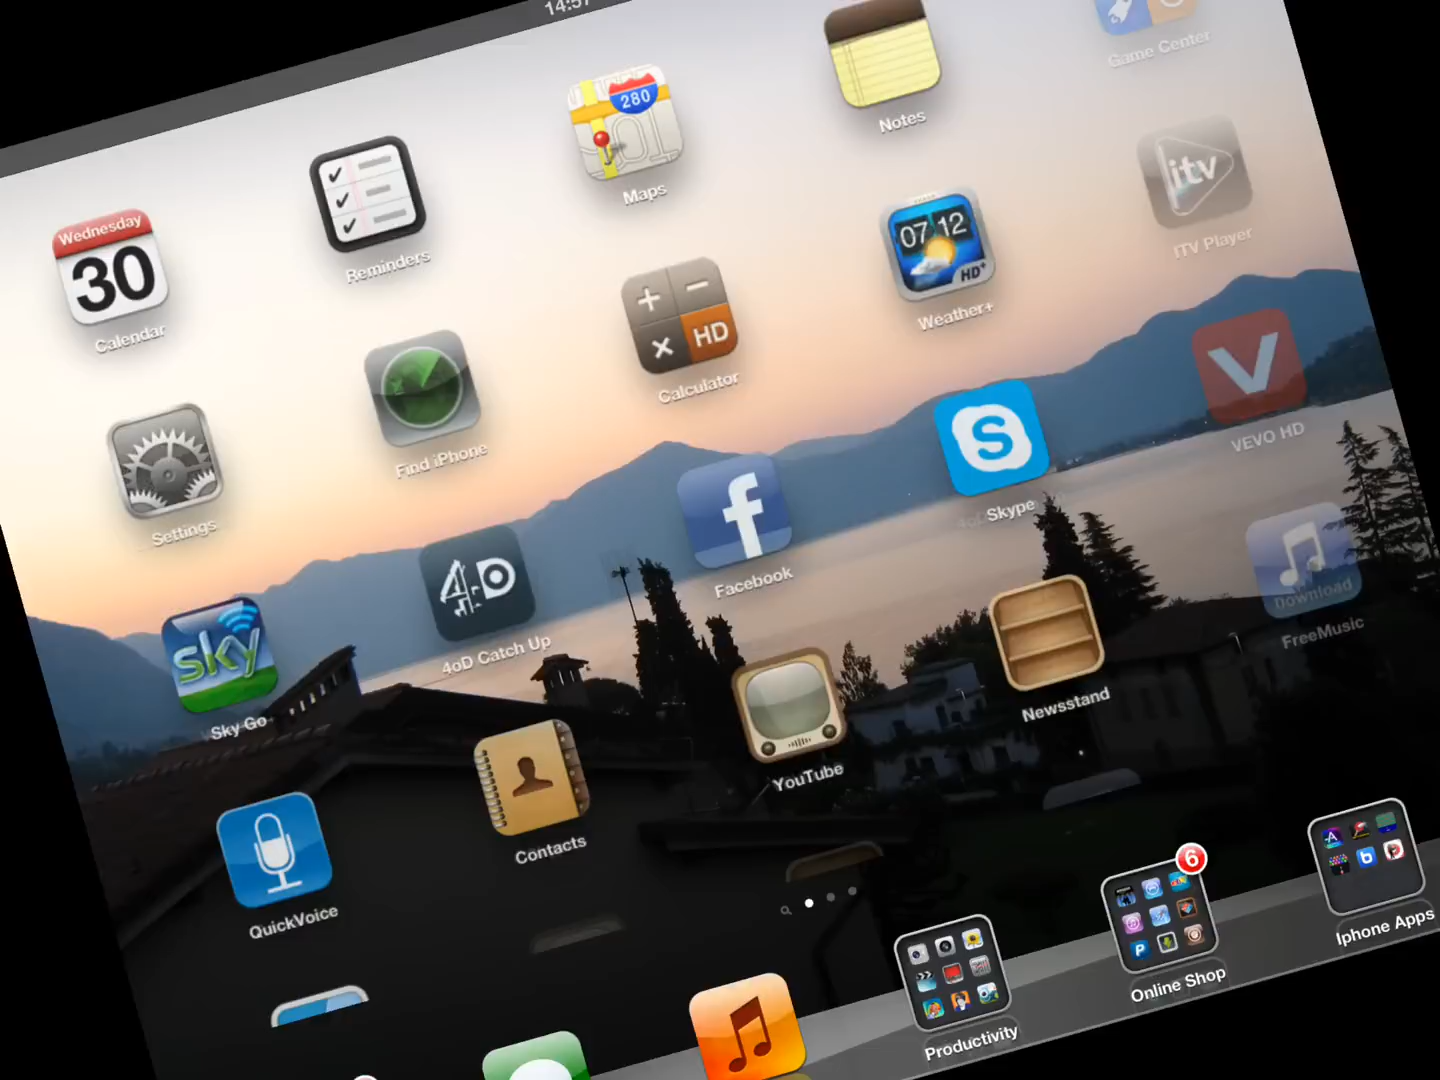 14:57
Wednesday
30
Calendar
Reminders
280
Maps
Notes
Game Center
Settings
Find iPhone
HD
Calculator
07 12
HD+
Weather+
itv
ITV Player
sky
Sky Go
4oD
4oD Catch Up
Facebook
S
Skype
V
VEVO HD
QuickVoice
Contacts
YouTube
Newsstand
Download
FreeMusic
Productivity
6
Online Shop
Iphone Apps